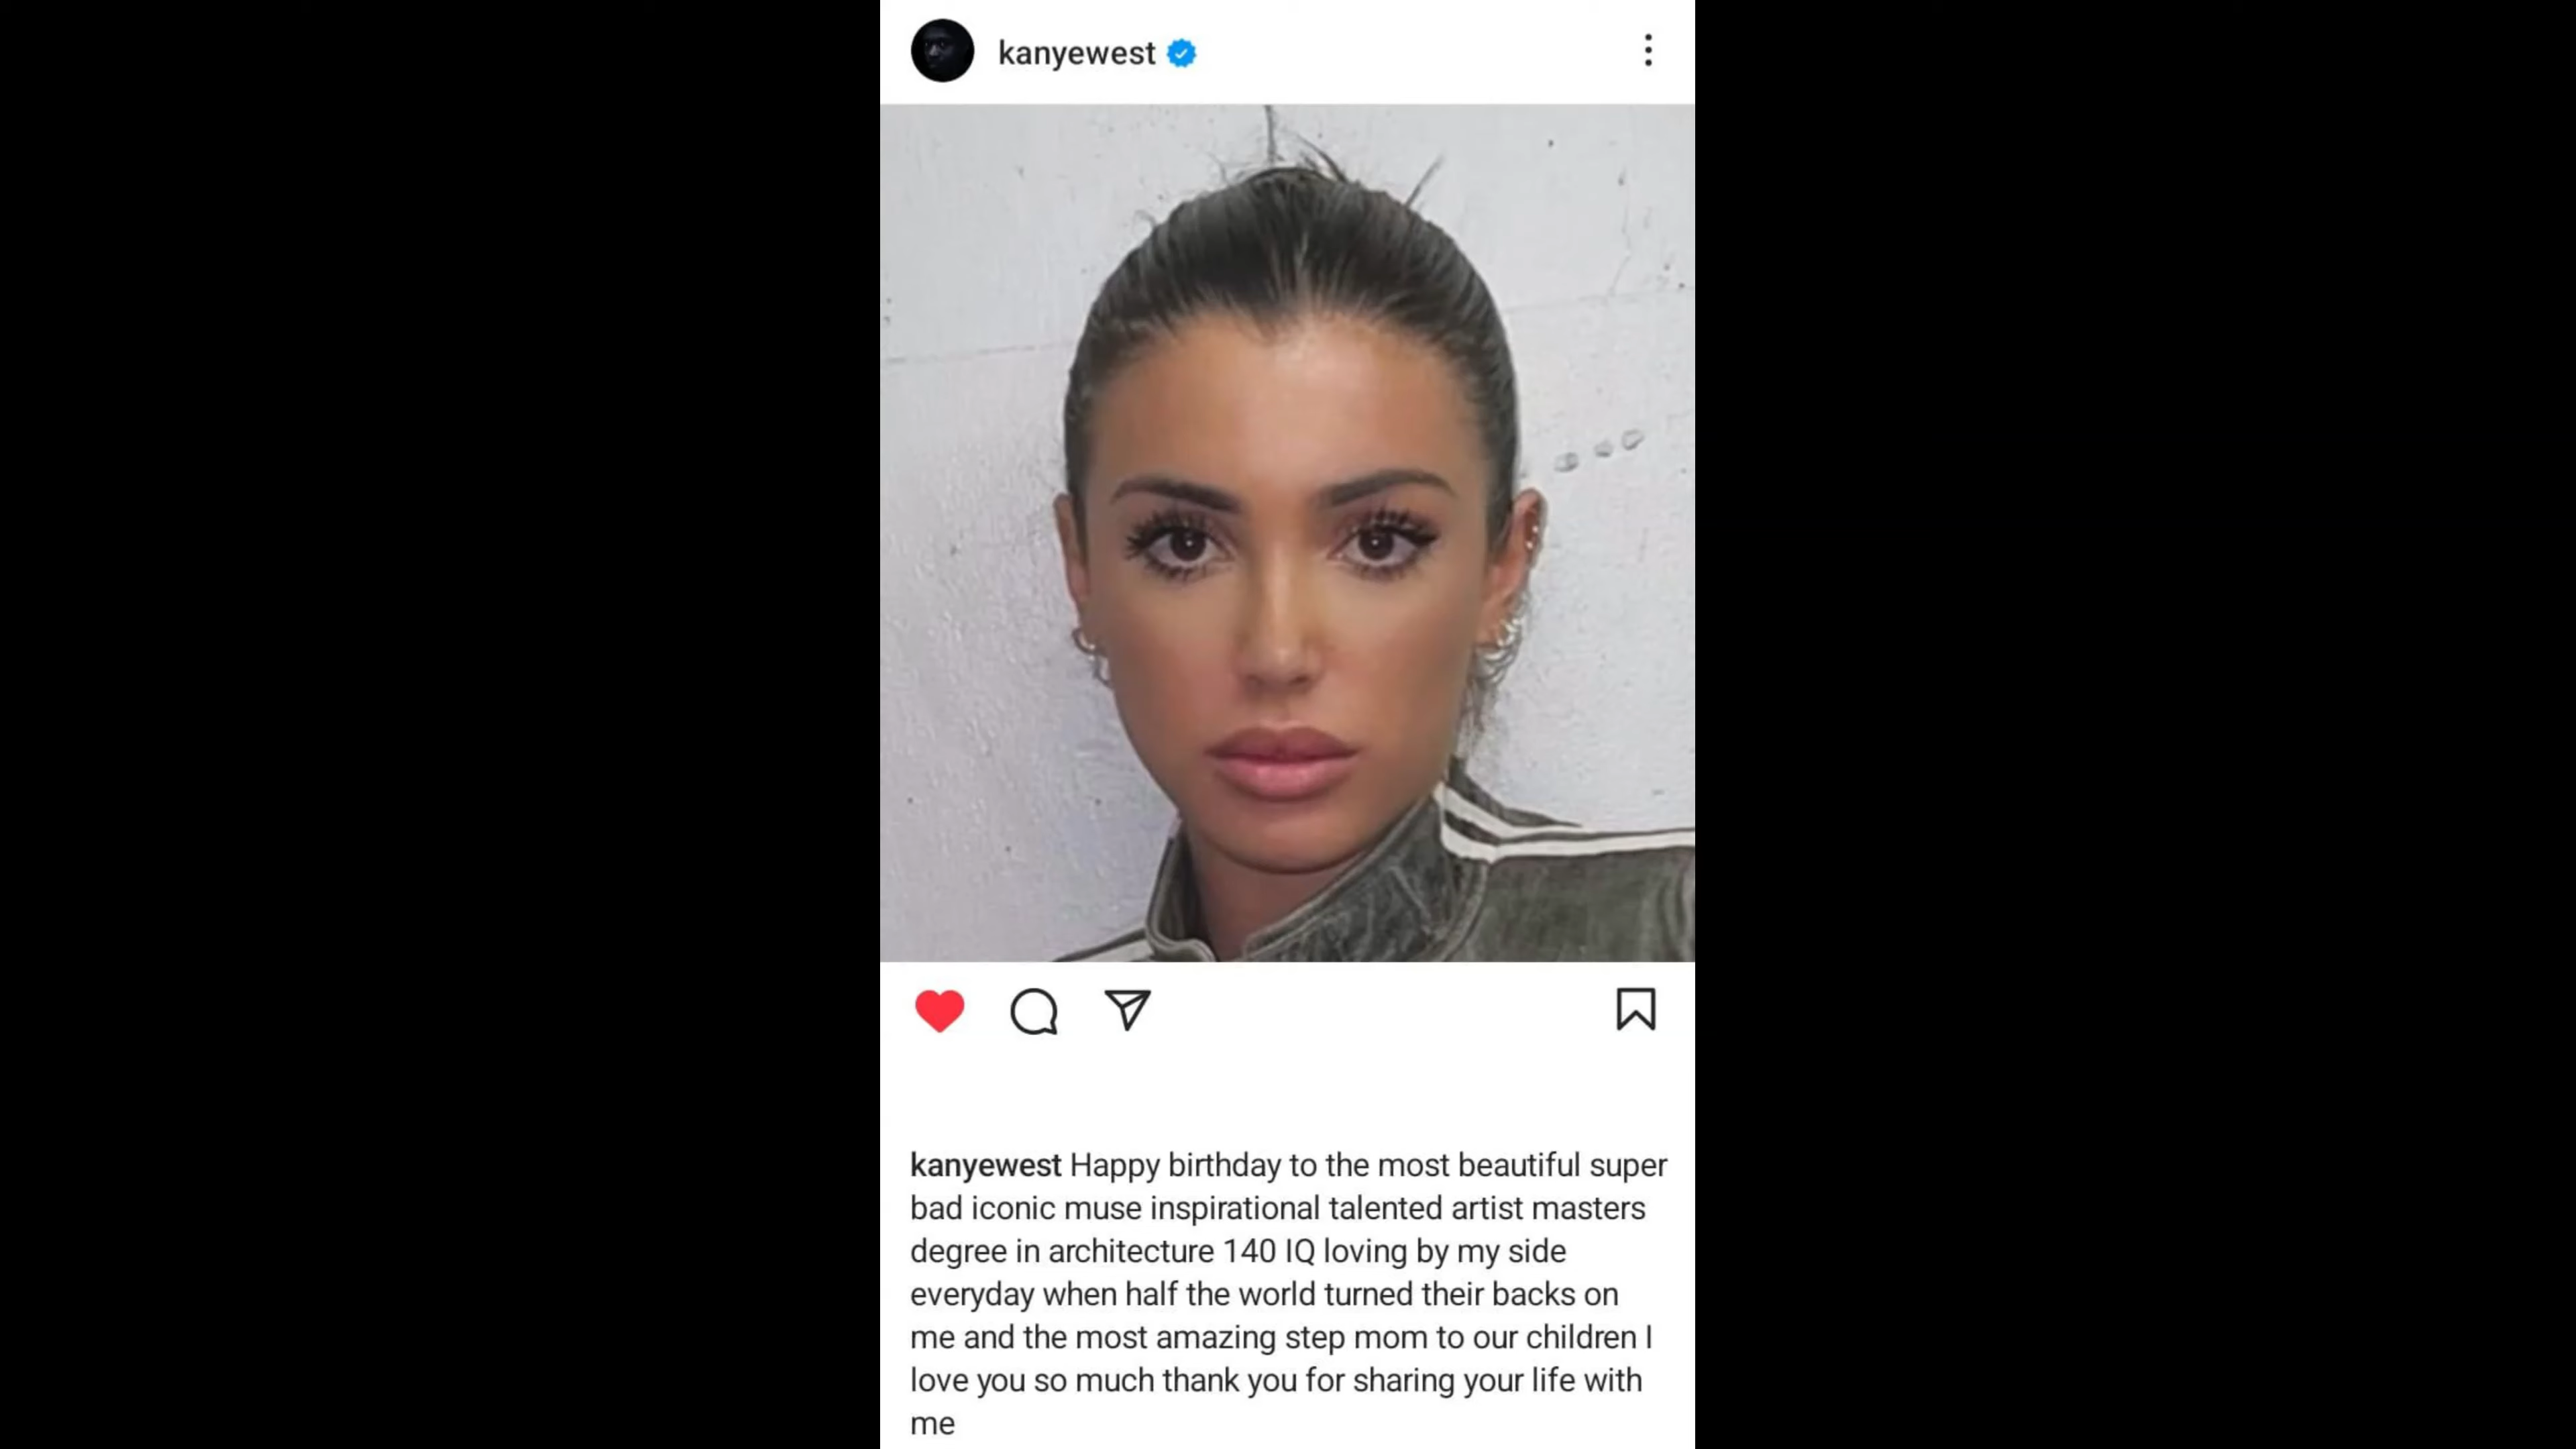 kanyewest
kanyewest Happy birthday to the most beautiful super
bad iconic muse inspirational talented artist masters
degree in architecture 140 IQ loving by my side
everyday when half the world turned their backs on
me and the most amazing step mom to our children I
love you so much thank you for sharing your life with
me